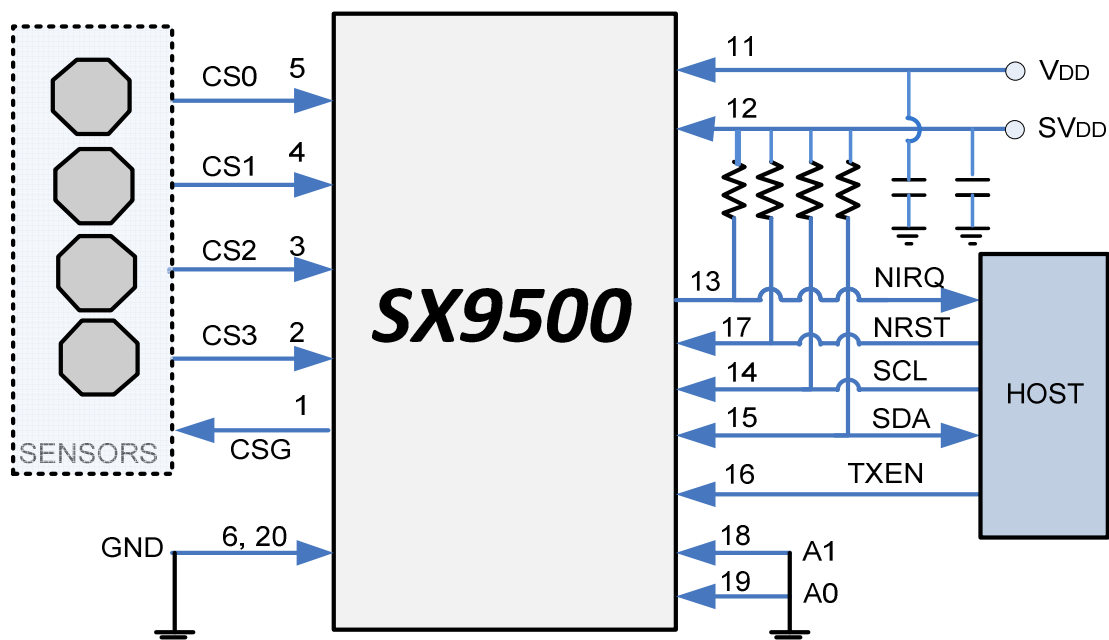 CS0 5
CS1 4
CS2 3
CS3 2
1
CSG
SENSORS
GND 6, 20
SX9500
11 VDD
12 SVDD
13 NIRQ
17 NRST
14 SCL
15 SDA
16 TXEN
HOST
18 A1
19 A0